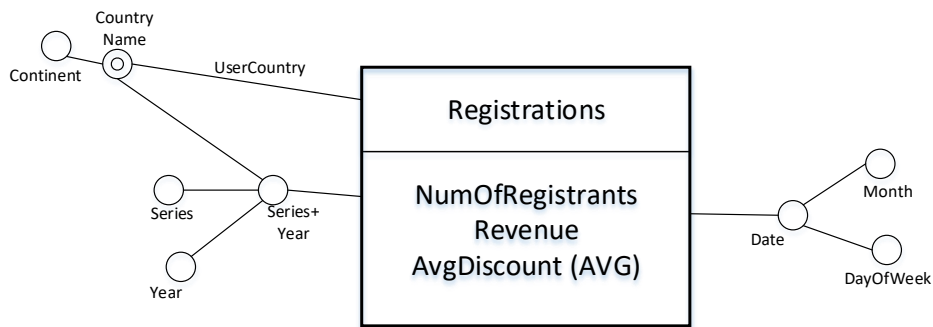 Country
Name
Continent
UserCountry
Registrations
NumOfRegistrants
Revenue
AvgDiscount (AVG)
Series
Series+
Year
Year
Date
Month
DayOfWeek